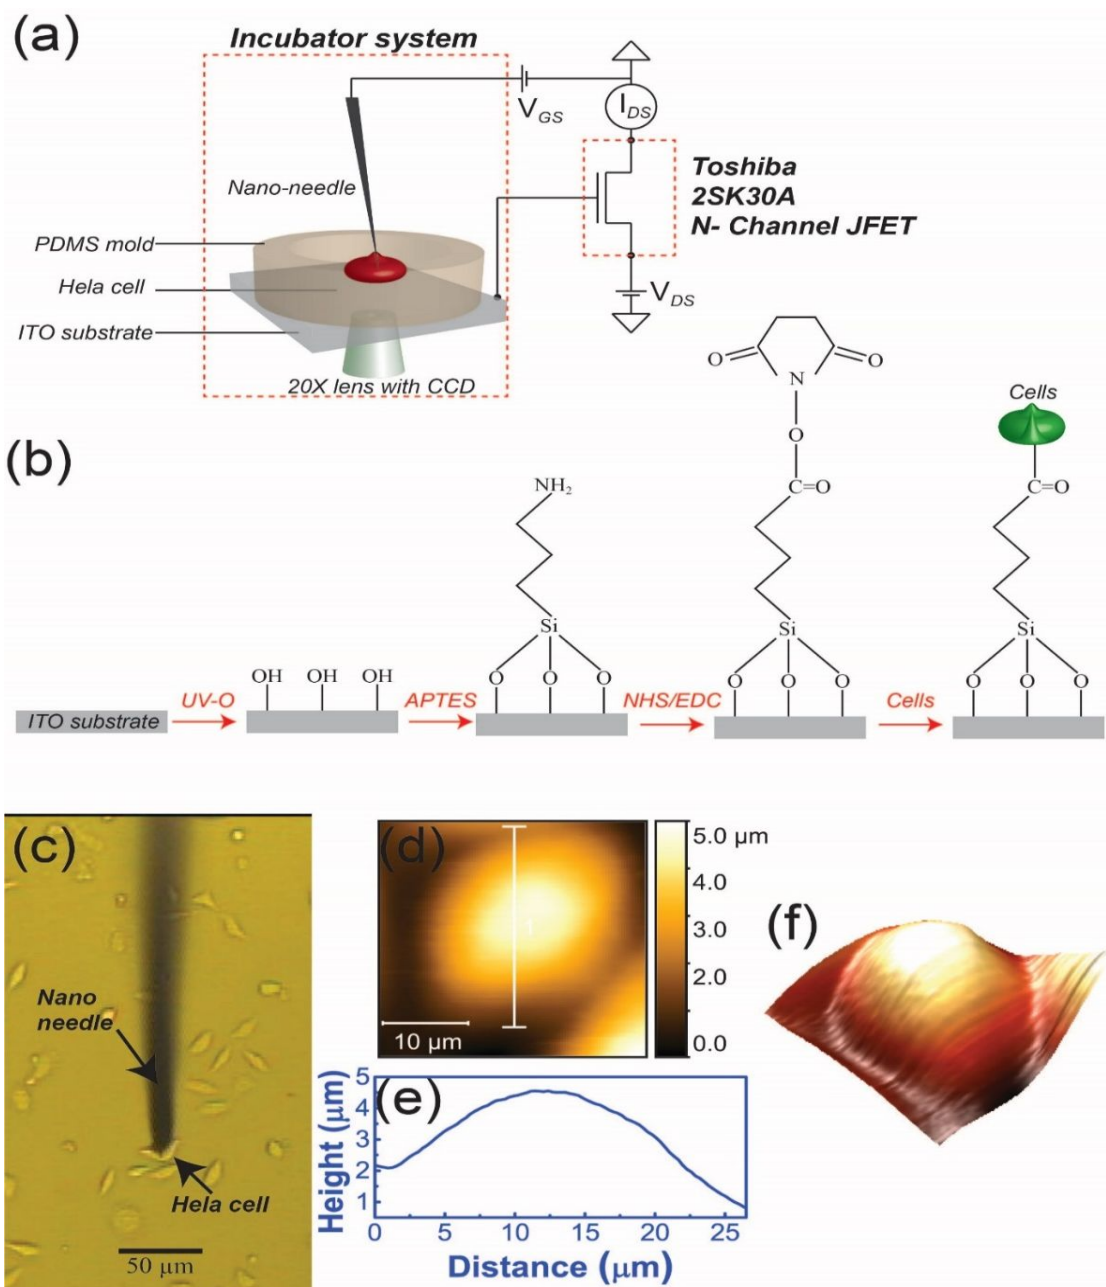 (a)
Incubator system
V_GS
I_DS
Nano-needle
Toshiba
2SK30A
N- Channel JFET
PDMS mold
Hela cell
ITO substrate
V_DS
20X lens with CCD
(b)
O
O
N
O
C=O
Cells
C=O
NH2
Si
Si
Si
OH OH OH
O O O
O O O
O O O
ITO substrate
UV-O
APTES
NHS/EDC
Cells
(c)
Nano
needle
Hela cell
50 μm
(d)
1
10 μm
5.0 μm
4.0
3.0
2.0
0.0
(e)
Height (μm)
5
4
3
2
1
0 5 10 15 20 25
Distance (μm)
(f)